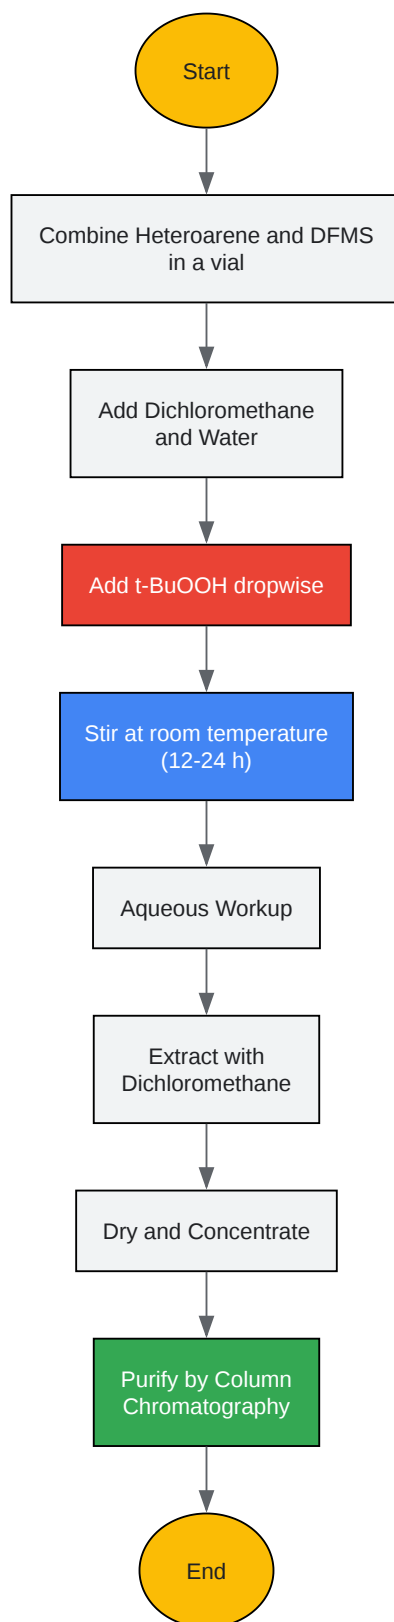 Start
Combine Heteroarene and DFMS
in a vial
Add Dichloromethane
and Water
Add t-BuOOH dropwise
Stir at room temperature
(12-24 h)
Aqueous Workup
Extract with
Dichloromethane
Dry and Concentrate
Purify by Column
Chromatography
End